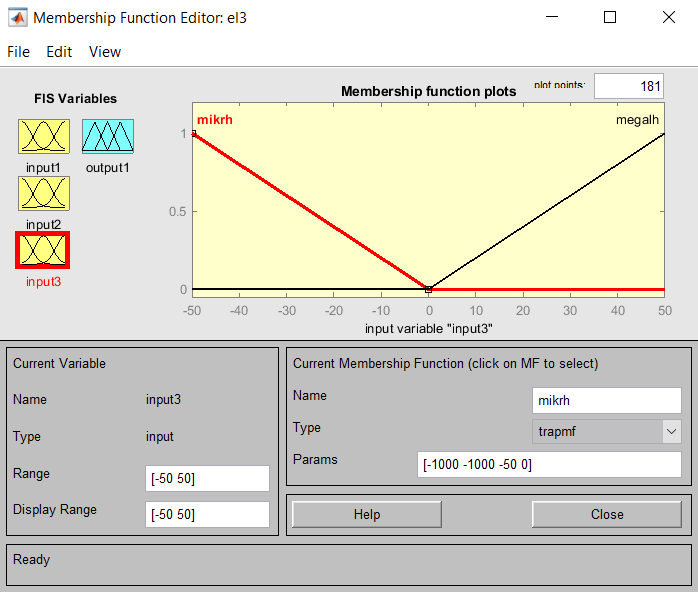 Membership Function Editor: el3
File Edit View
FIS Variables
input1
output1
input2
input3
Membership function plots
plot points:
181
mikrh
megalh
1
0.5
0
-50 -40 -30 -20 -10 0 10 20 30 40 50
input variable "input3"
Current Variable
Name input3
Type input
Range [-50 50]
Display Range [-50 50]
Current Membership Function (click on MF to select)
Name mikrh
Type trapmf
Params [-1000 -1000 -50 0]
Help Close
Ready